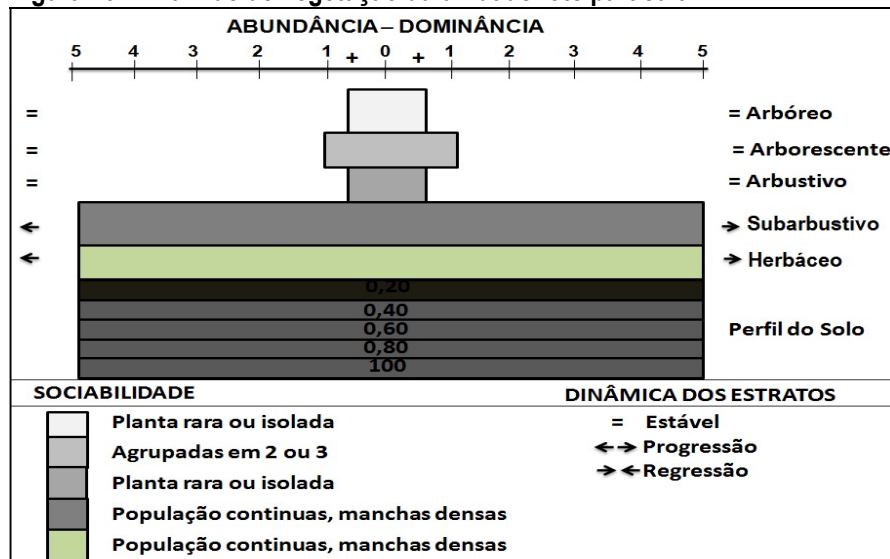 ABUNDÂNCIA – DOMINÂNCIA
5 4 3 2 1 + 0 + 1 2 3 4 5
= = Arbóreo
= = Arborescente
= = Arbustivo
← → Subarbustivo
← → Herbáceo
0,20
0,40
0,60 Perfil do Solo
0,80
100
SOCIABILIDADE DINÂMICA DOS ESTRATOS
Planta rara ou isolada = Estável
Agrupadas em 2 ou 3 ←→ Progressão
Planta rara ou isolada →←Regressão
População continuas, manchas densas
População continuas, manchas densas